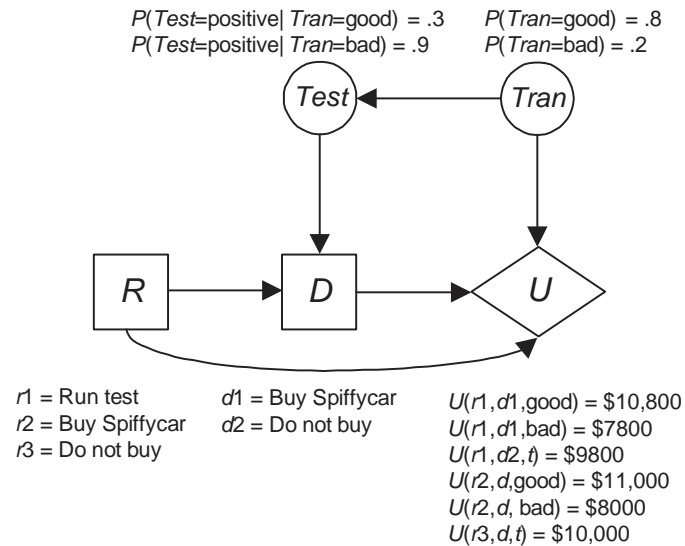 P(Test=positive| Tran=good) = .3 P(Tran=good) = .8
P(Test=positive| Tran=bad) = .9 P(Tran=bad) = .2
Test Tran
R D U
r1 = Run test
r2 = Buy Spiffycar
r3 = Do not buy
d1 = Buy Spiffycar
d2 = Do not buy
U(r1,d1,good) = $10,800
U(r1,d1,bad) = $7800
U(r1,d2,t) = $9800
U(r2,d,good) = $11,000
U(r2,d, bad) = $8000
U(r3,d,t) = $10,000